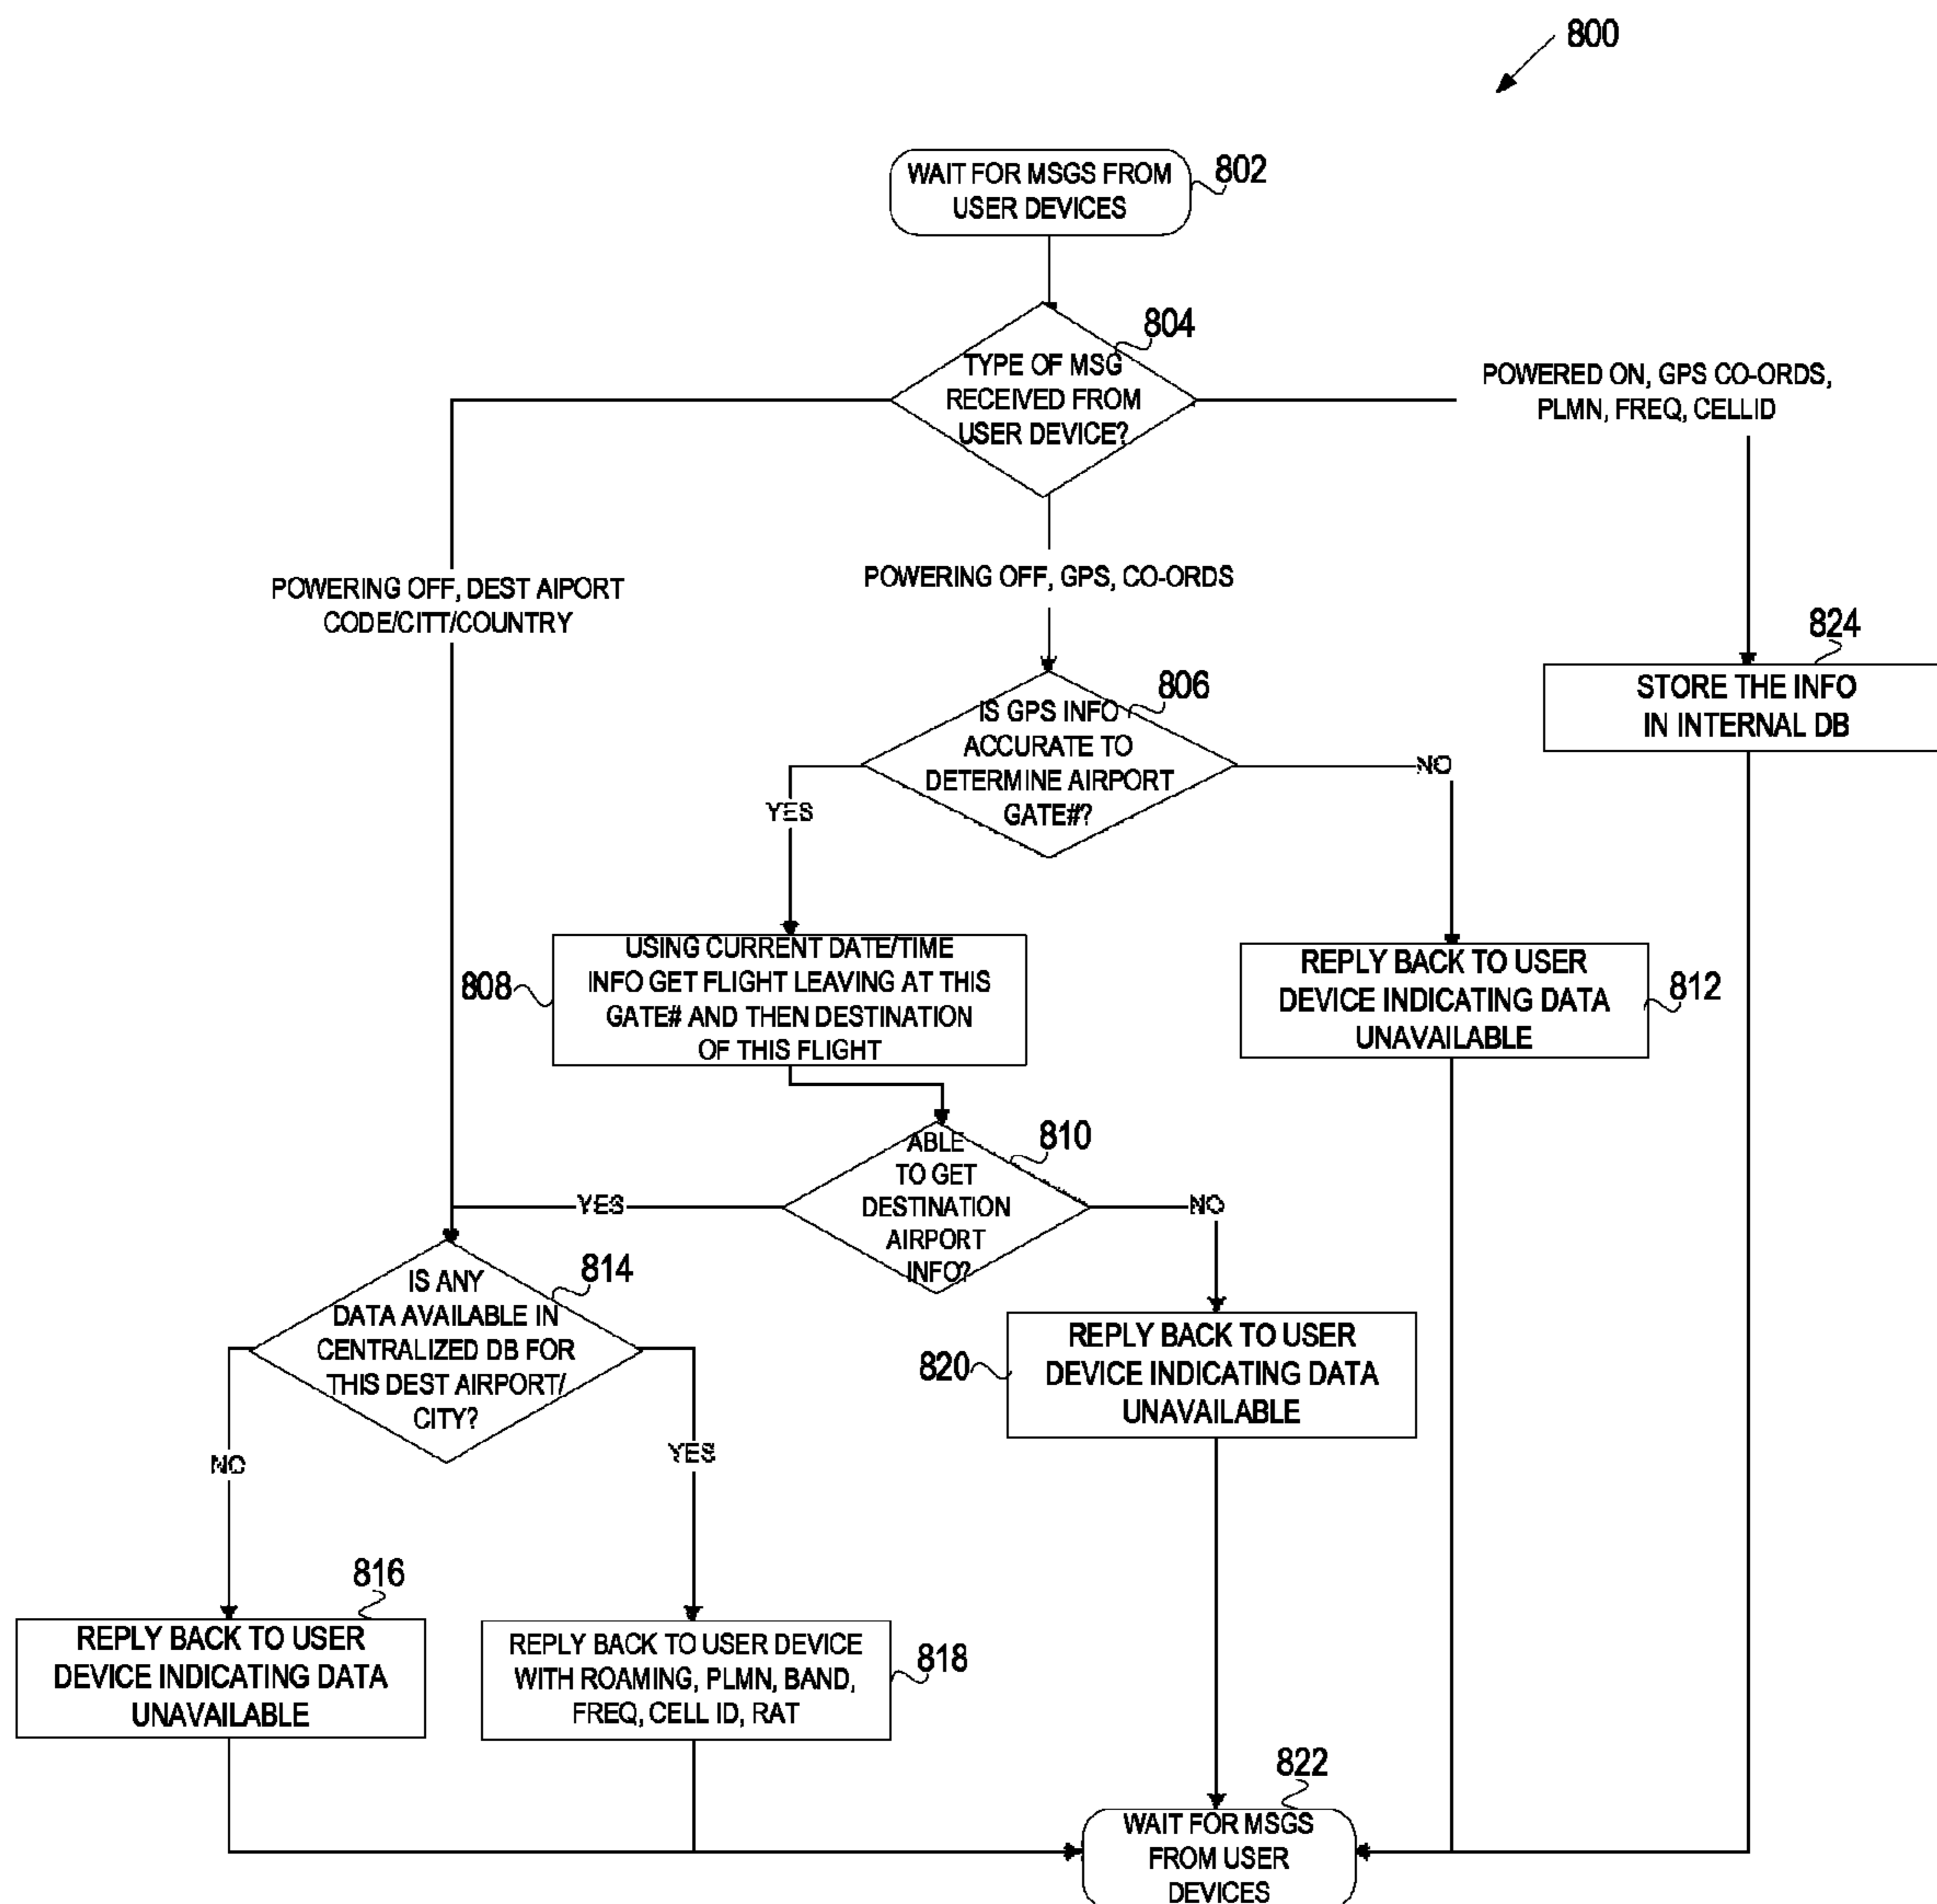 800
WAIT FOR MSGS FROM
USER DEVICES
802
804
TYPE OF MSG
RECEIVED FROM
USER DEVICE?
POWERED ON, GPS CO-ORDS,
PLMN, FREQ, CELLID
POWERING OFF, DEST AIPORT
CODE/CITT/COUNTRY
POWERING OFF, GPS, CO-ORDS
824
STORE THE INFO
IN INTERNAL DB
806
IS GPS INFO
ACCURATE TO
DETERMINE AIRPORT
GATE#?
YES
NO
808
USING CURRENT DATE/TIME
INFO GET FLIGHT LEAVING AT THIS
GATE# AND THEN DESTINATION
OF THIS FLIGHT
REPLY BACK TO USER
DEVICE INDICATING DATA
UNAVAILABLE
812
810
ABLE
TO GET
DESTINATION
AIRPORT
INFO?
YES
NO
814
IS ANY
DATA AVAILABLE IN
CENTRALIZED DB FOR
THIS DEST AIRPORT/
CITY?
820
REPLY BACK TO USER
DEVICE INDICATING DATA
UNAVAILABLE
NO
YES
816
REPLY BACK TO USER
DEVICE INDICATING DATA
UNAVAILABLE
REPLY BACK TO USER DEVICE
WITH ROAMING, PLMN, BAND,
FREQ, CELL ID, RAT
818
822
WAIT FOR MSGS
FROM USER
DEVICES